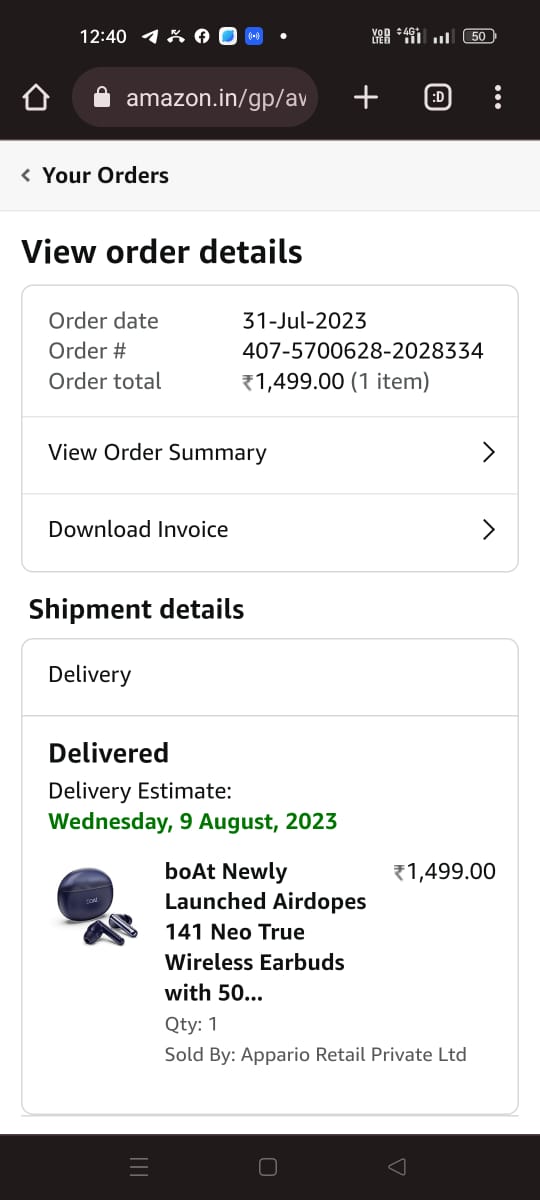 12:40
VoD LTED 4G+ 50
amazon.in/gp/av
:D
Your Orders
View order details
Order date 31-Jul-2023
Order # 407-5700628-2028334
Order total ₹1,499.00 (1 item)
View Order Summary
Download Invoice
Shipment details
Delivery
Delivered
Delivery Estimate:
Wednesday, 9 August, 2023
boAt Newly ₹1,499.00
Launched Airdopes
141 Neo True
Wireless Earbuds
with 50...
Qty: 1
Sold By: Appario Retail Private Ltd